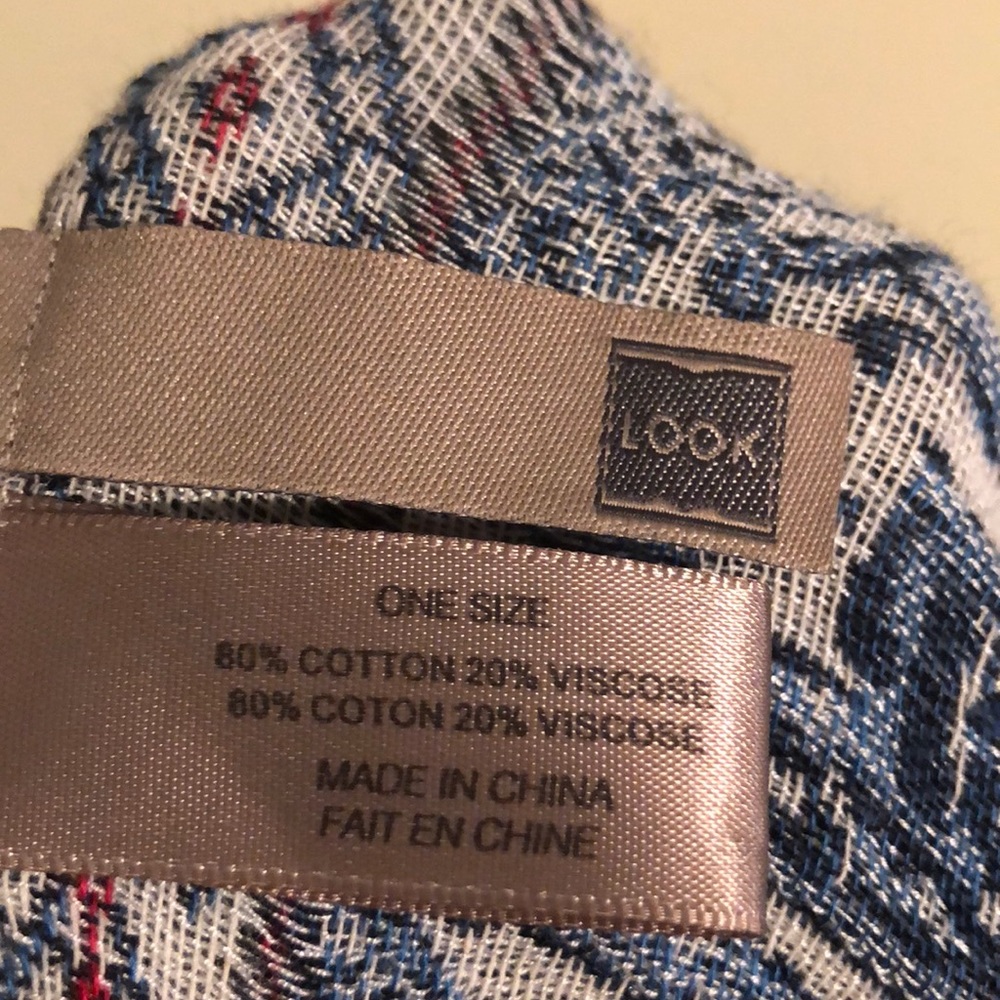 LOOK
ONE SIZE
80% COTTON 20% VISCOSE
80% COTON 20% VISCOSE
MADE IN CHINA
FAIT EN CHINE